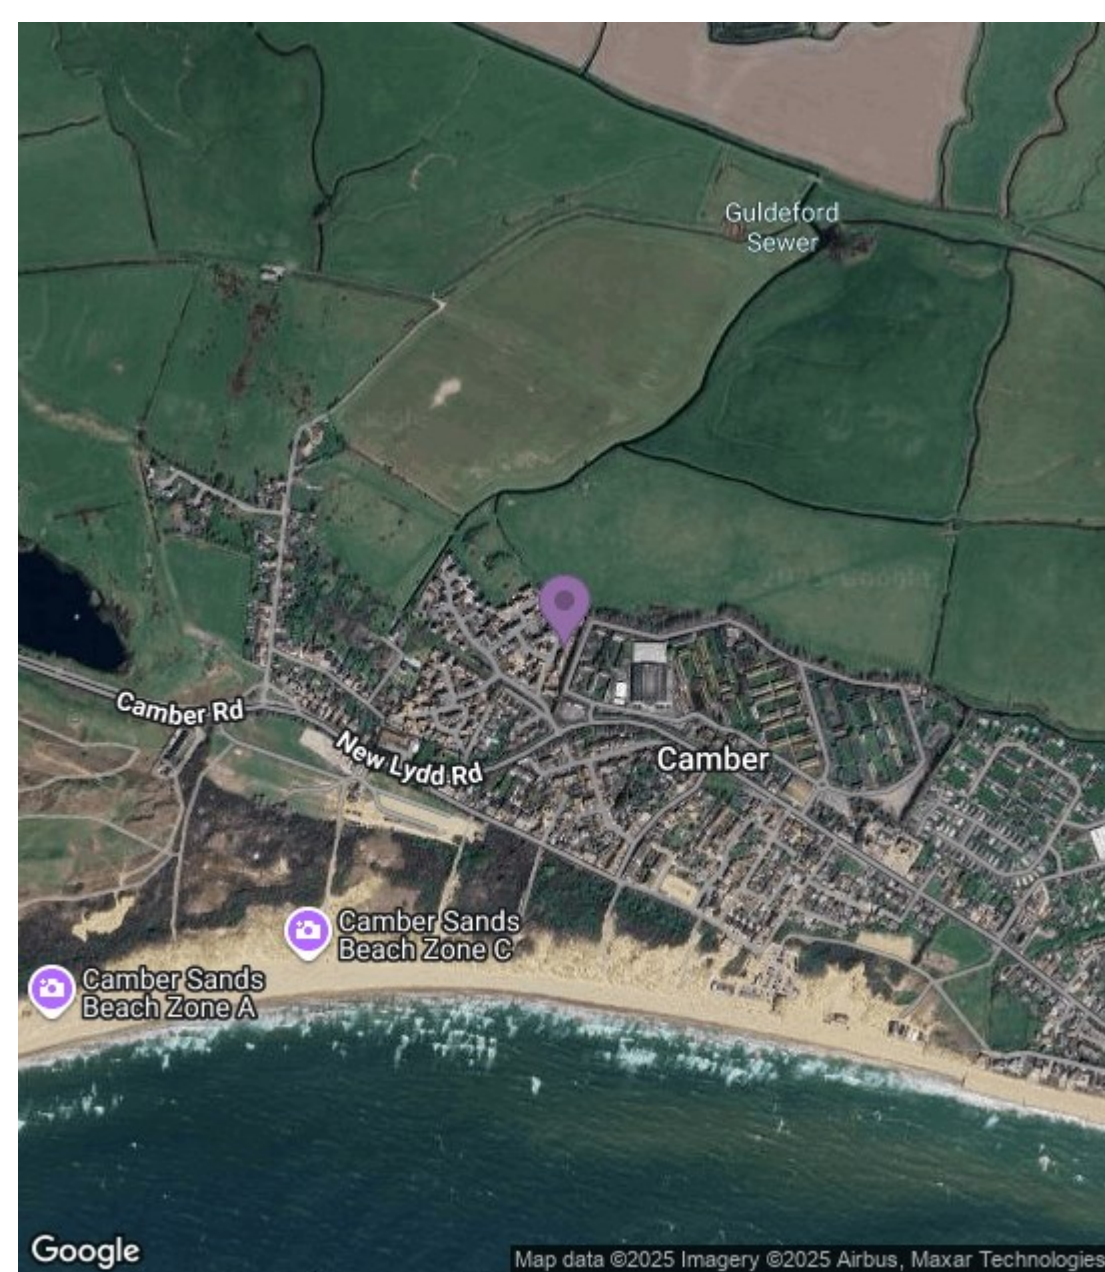 Guldeford
Sewer
Camber Rd
New Lydd Rd
Camber
Camber Sands
Beach Zone C
Camber Sands
Beach Zone A
Google
Map data ©2025 Imagery ©2025 Airbus, Maxar Technologies